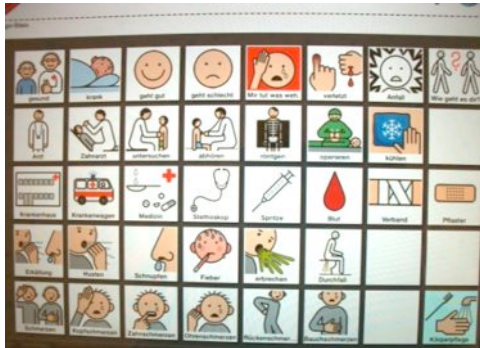 gesund krank geht gut geht schlecht Mir tut was weh. verletzt Anfall Wie geht es dir?
Arzt Zahnarzt untersuchen abhören röntgen operieren kühlen
Krankenhaus Krankenwagen Medizin Stethoskop Spritze Blut Verband Pflaster
Erkältung Husten Schnupfen Fieber erbrechen Durchfall
Schmerzen Kopfschmerzen Zahnschmerzen Ohrenschmerzen Rückenschmer... Bauchschmerzen Körperpflege